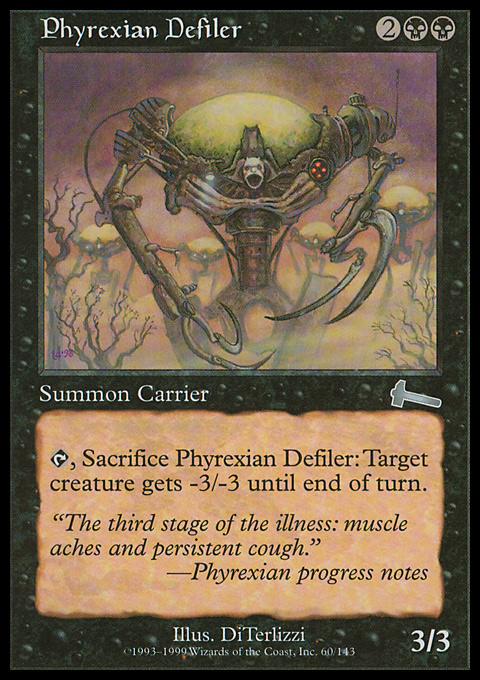 Phyrexian Defiler 2
Summon Carrier
, Sacrifice Phyrexian Defiler: Target
creature gets -3/-3 until end of turn.
“The third stage of the illness: muscle
aches and persistent cough.”
—Phyrexian progress notes
Illus. DiTerlizzi
©1993–1999 Wizards of the Coast, Inc. 60/143
3/3